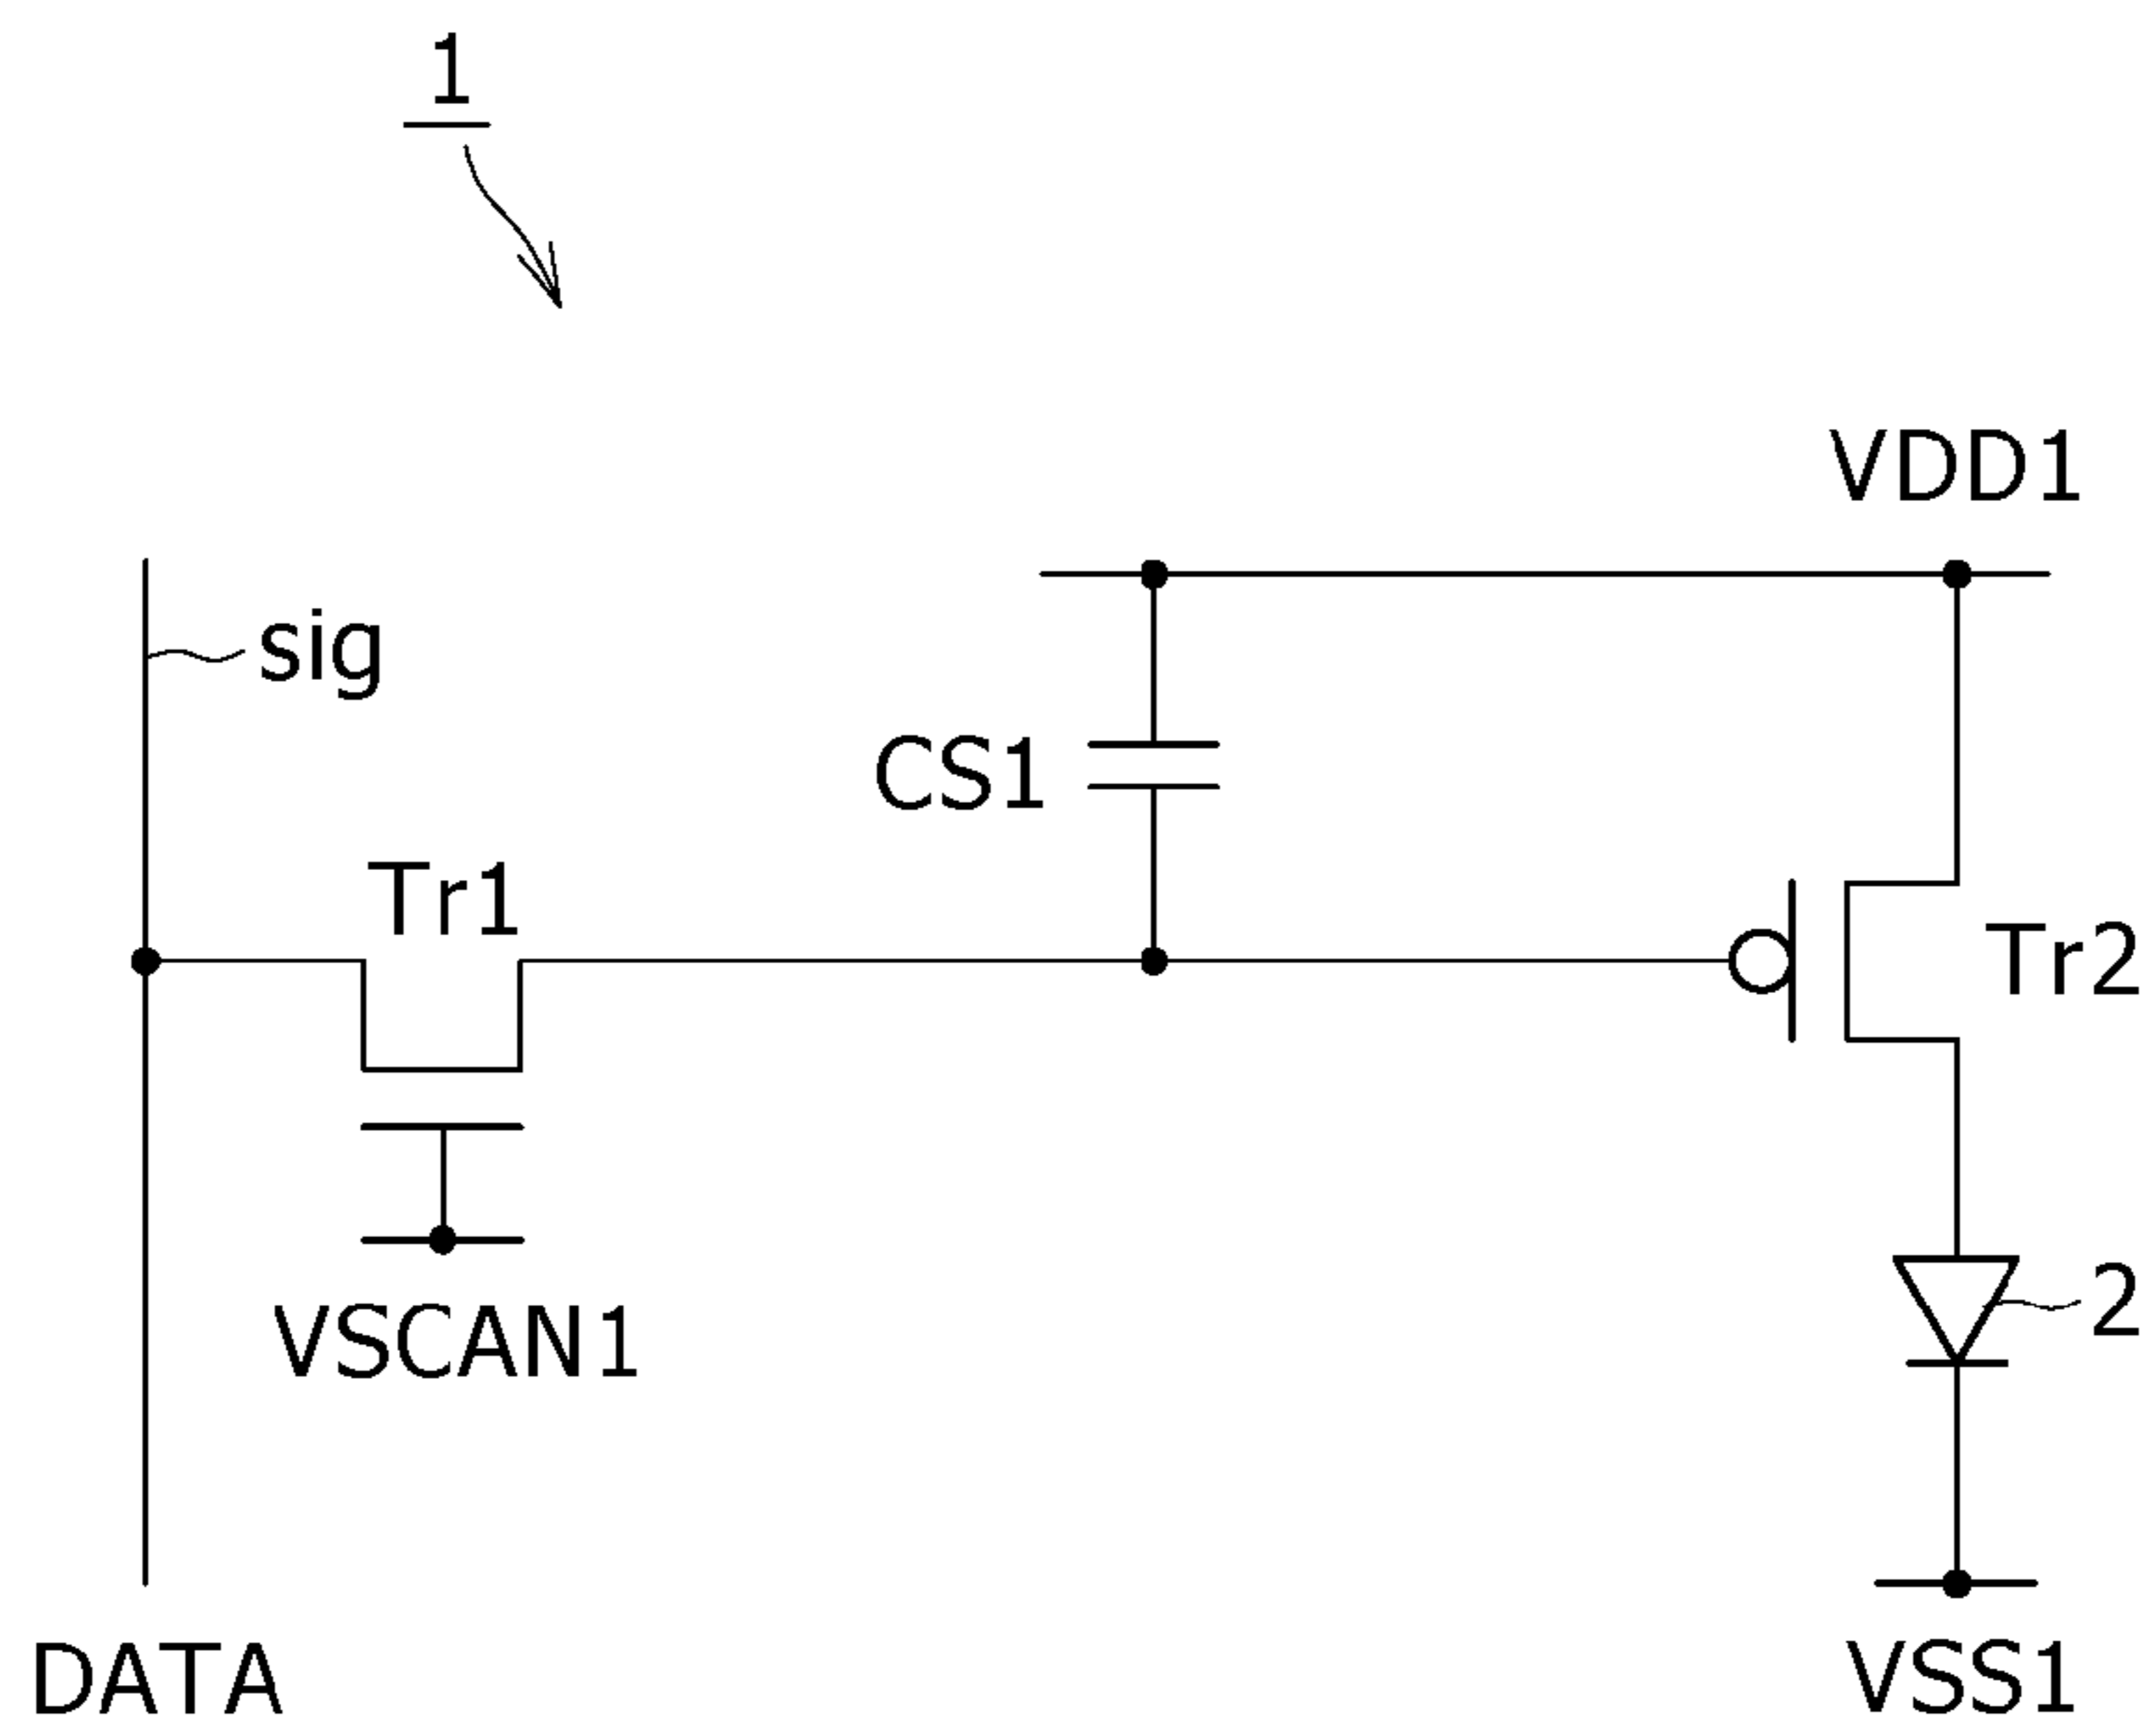 1
VDD1
sig
CS1
Tr1
Tr2
VSCAN1
2
DATA
VSS1